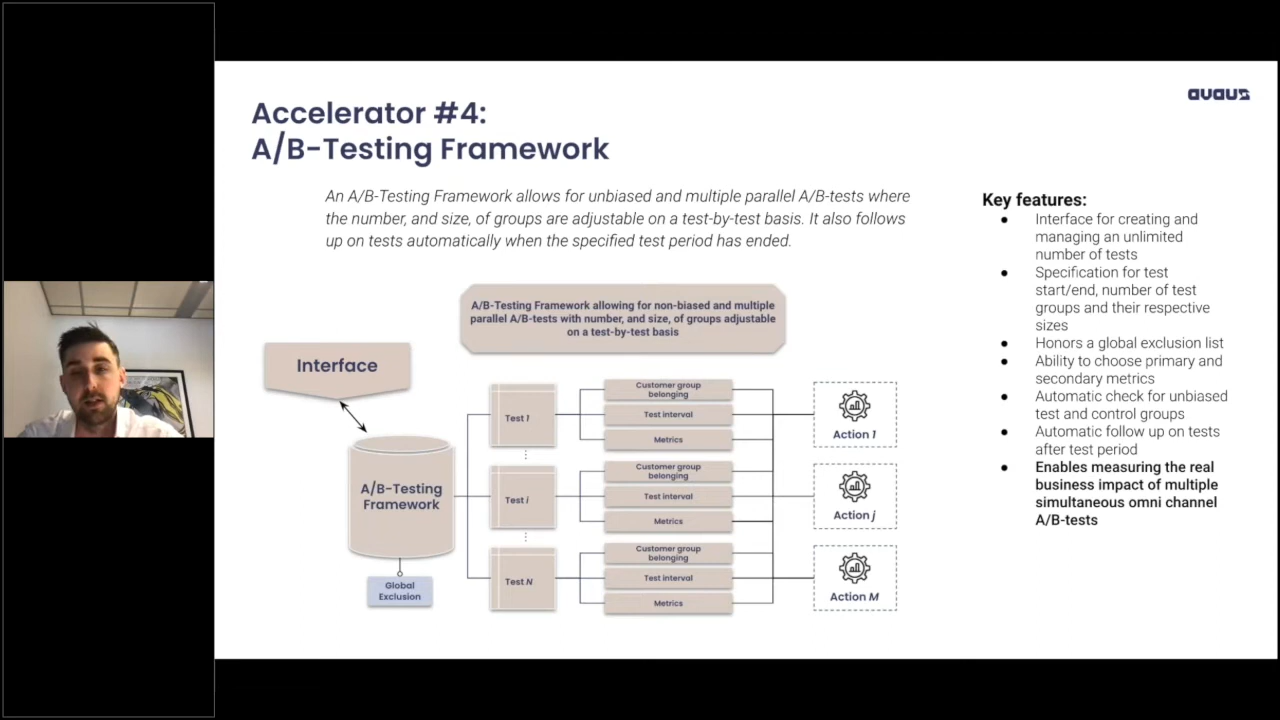 avaus
Accelerator #4:
A/B-Testing Framework
An A/B-Testing Framework allows for unbiased and multiple parallel A/B-tests where
the number, and size, of groups are adjustable on a test-by-test basis. It also follows
up on tests automatically when the specified test period has ended.
A/B-Testing Framework allowing for non-biased and multiple
parallel A/B-tests with number, and size, of groups adjustable
on a test-by-test basis
Interface
A/B-Testing
Framework
Global
Exclusion
Test 1
Customer group
belonging
Test interval
Metrics
Action 1
Test i
Customer group
belonging
Test interval
Metrics
Action j
Test N
Customer group
belonging
Test interval
Metrics
Action M
Key features:
● Interface for creating and
managing an unlimited
number of tests
● Specification for test
start/end, number of test
groups and their respective
sizes
● Honors a global exclusion list
● Ability to choose primary and
secondary metrics
● Automatic check for unbiased
test and control groups
● Automatic follow up on tests
after test period
● Enables measuring the real
business impact of multiple
simultaneous omni channel
A/B-tests